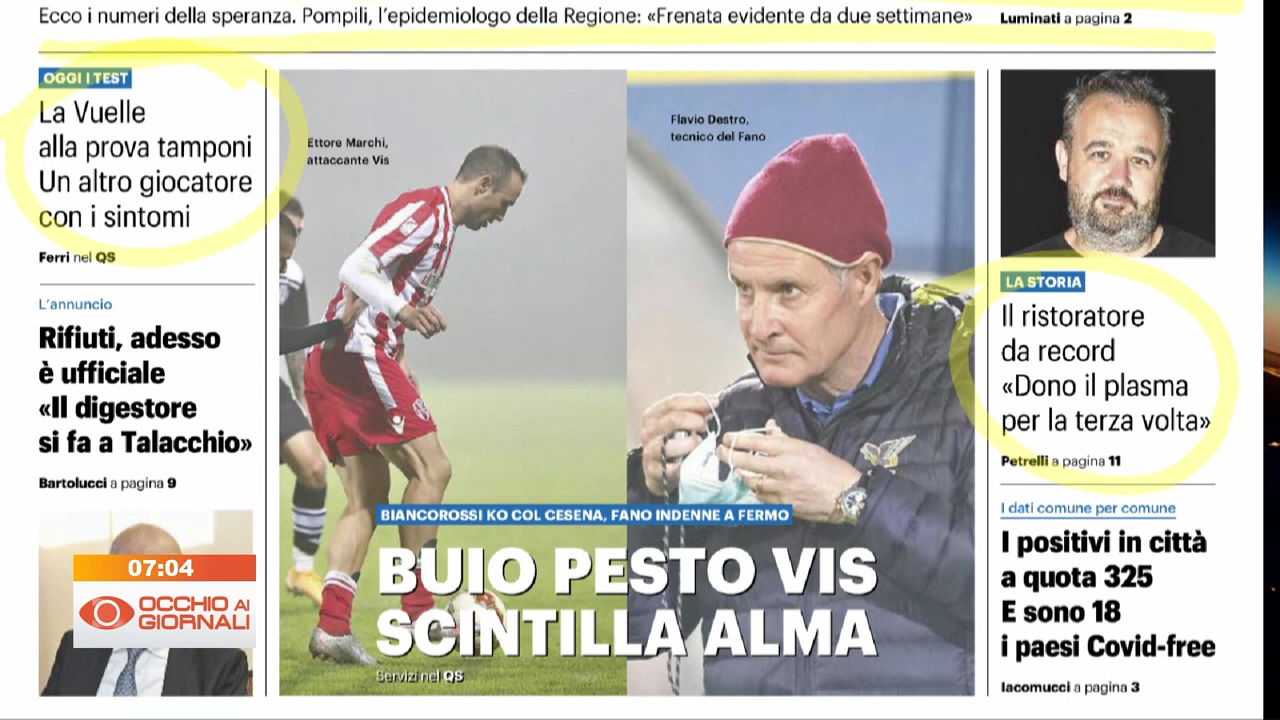 Ecco i numeri della speranza. Pompili, l'epidemiologo della Regione: «Frenata evidente da due settimane» Luminati a pagina 2
OGGI I TEST
La Vuelle
alla prova tamponi
Un altro giocatore
con i sintomi
Ferri nel QS
L'annuncio
Rifiuti, adesso
è ufficiale
«Il digestore
si fa a Talacchio»
Bartolucci a pagina 9
07:04
OCCHIO AI
GIORNALI
Ettore Marchi,
attaccante Vis
Flavio Destro,
tecnico del Fano
BIANCOROSSI KO COL CESENA, FANO INDENNE A FERMO
BUIO PESTO VIS
SCINTILLA ALMA
Servizi nel QS
LA STORIA
Il ristoratore
da record
«Dono il plasma
per la terza volta»
Petrelli a pagina 11
I dati comune per comune
I positivi in città
a quota 325
E sono 18
i paesi Covid-free
Iacomucci a pagina 3